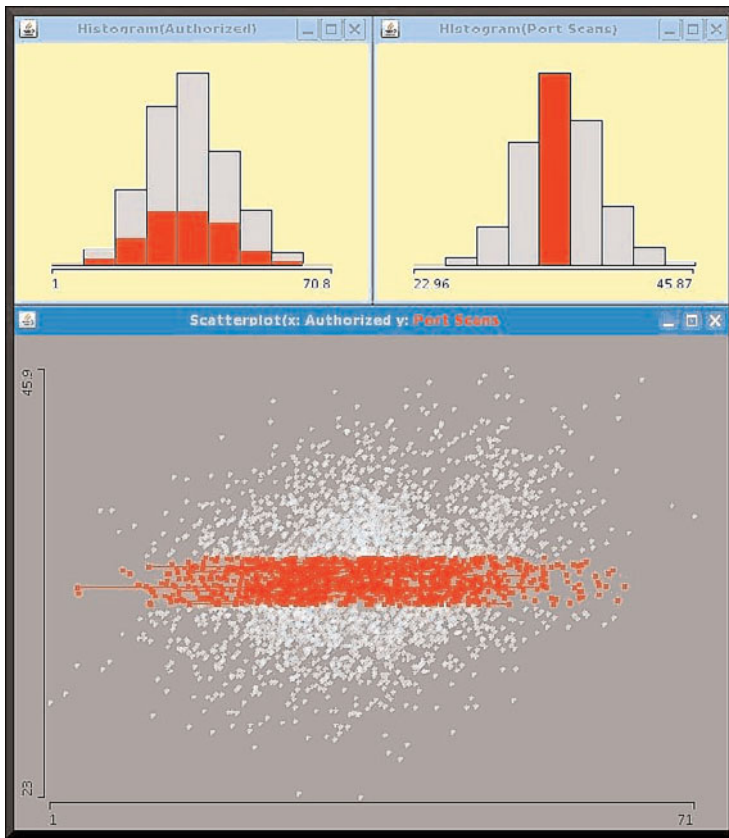 Histogram(Authorized)
Histogram(Port Scans)
1 70.8
22.96 45.87
Scatterplot(x: Authorized y: Port Scans
45.9
23
1 71